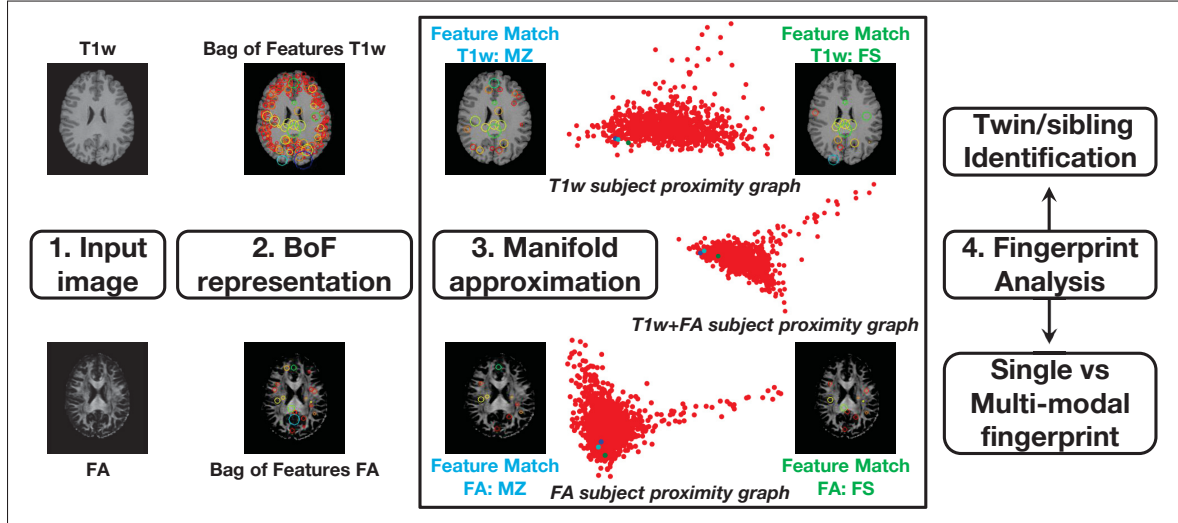 T1w
Bag of Features T1w
Feature Match
T1w: MZ
Feature Match
T1w: FS
T1w subject proximity graph
1. Input
image
2. BoF
representation
3. Manifold
approximation
T1w+FA subject proximity graph
Twin/sibling
Identification
4. Fingerprint
Analysis
Single vs
Multi-modal
fingerprint
FA
Bag of Features FA
Feature Match
FA: MZ
FA subject proximity graph
Feature Match
FA: FS